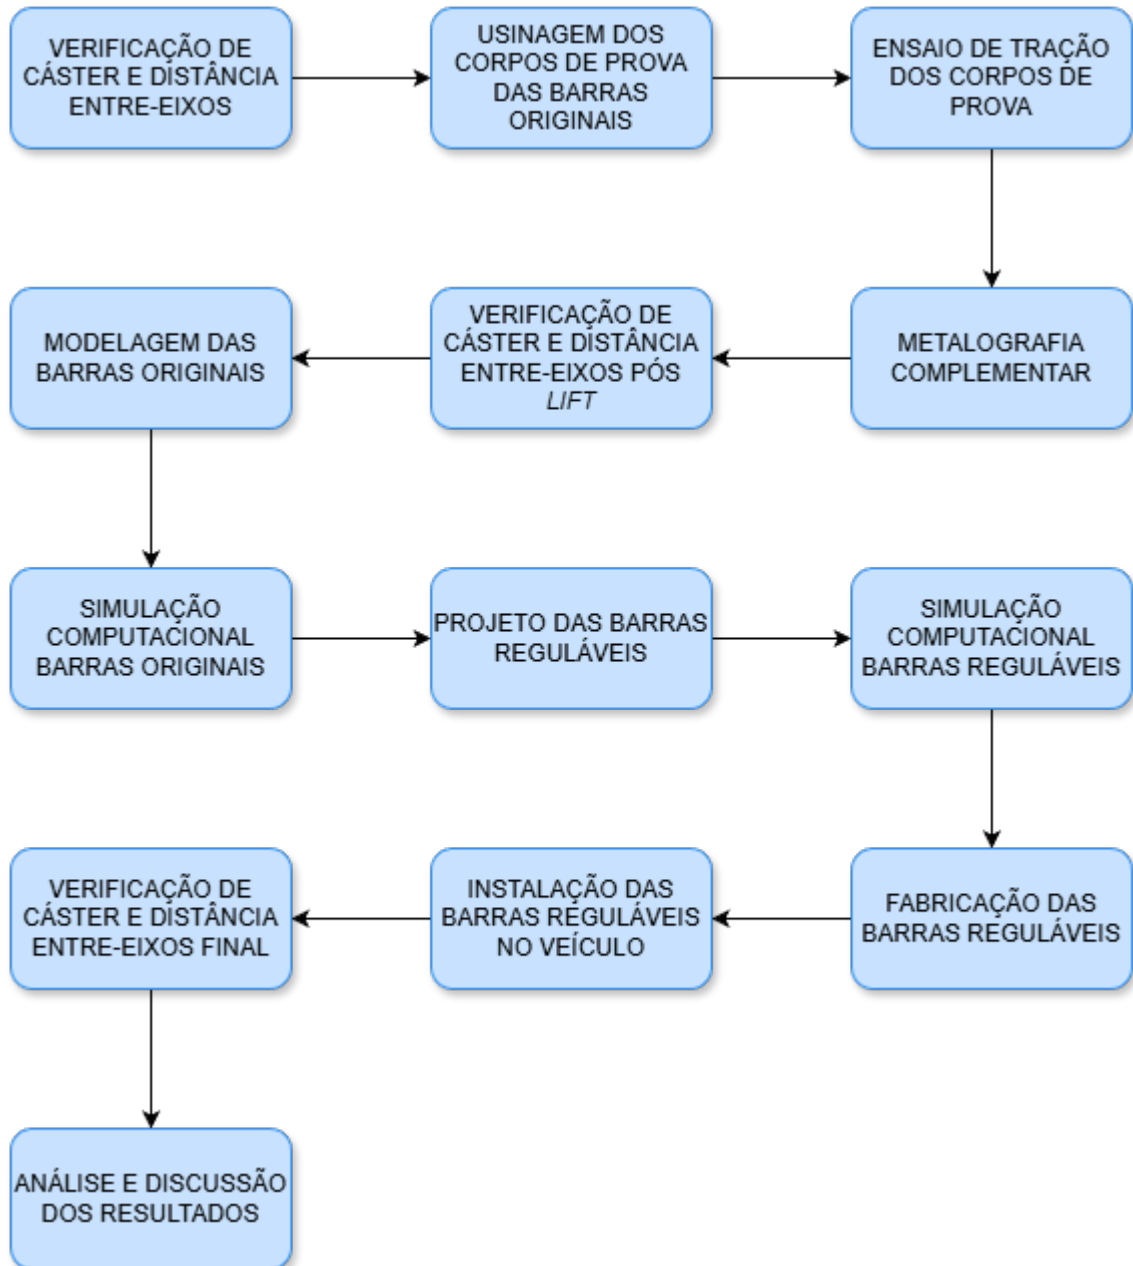 VERIFICAÇÃO DE
CÁSTER E DISTÂNCIA
ENTRE-EIXOS
USINAGEM DOS
CORPOS DE PROVA
DAS BARRAS
ORIGINAIS
ENSAIO DE TRAÇÃO
DOS CORPOS DE
PROVA
METALOGRAFIA
COMPLEMENTAR
VERIFICAÇÃO DE
CÁSTER E DISTÂNCIA
ENTRE-EIXOS PÓS
LIFT
MODELAGEM DAS
BARRAS ORIGINAIS
SIMULAÇÃO
COMPUTACIONAL
BARRAS ORIGINAIS
PROJETO DAS BARRAS
REGULÁVEIS
SIMULAÇÃO
COMPUTACIONAL
BARRAS REGULÁVEIS
FABRICAÇÃO DAS
BARRAS REGULÁVEIS
INSTALAÇÃO DAS
BARRAS REGULÁVEIS
NO VEÍCULO
VERIFICAÇÃO DE
CÁSTER E DISTÂNCIA
ENTRE-EIXOS FINAL
ANÁLISE E DISCUSSÃO
DOS RESULTADOS